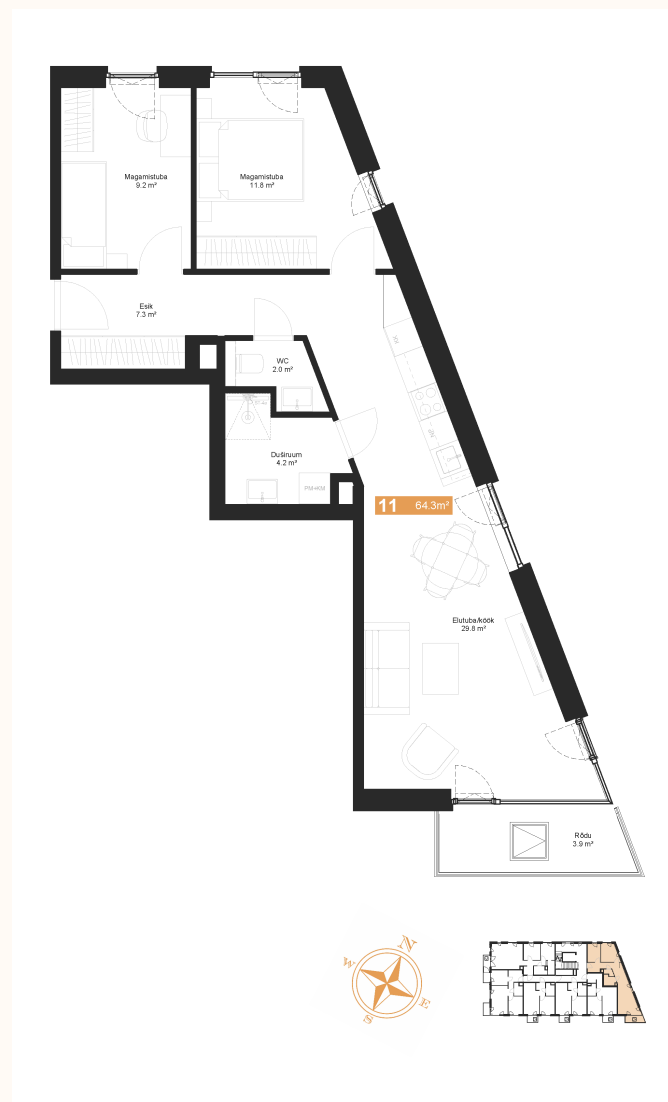 Magamistuba
9.2 m²
Magamistuba
11.8 m²
Esik
7.3 m²
WC
2.0 m²
Duširuum
4.2 m²
PM+KM
11 64.3m²
Elutuba/köök
29.8 m²
Rõdu
3.9 m²
N
W
E
S